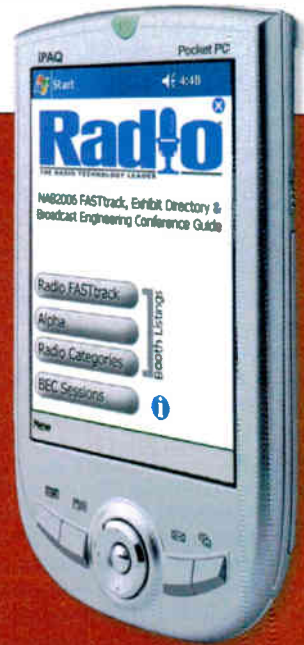 iPAQ Pocket PC
Start 4:40
Radio
THE RADIO TECHNOLOGY LEADER
NAB2006 FASTtrack, Exhibit Directory &
Broadcast Engineering Conference Guide
Radio FASTtrack
Alpha
Radio Categories
BEC Sessions
Booth Listings
i
New